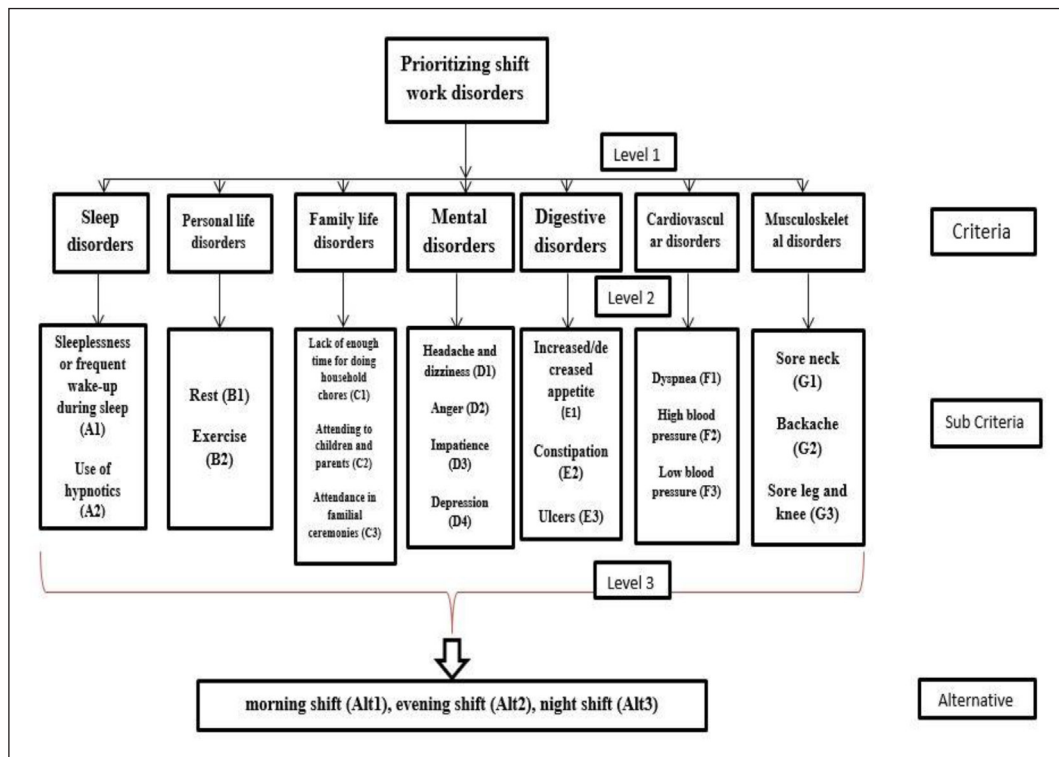 Prioritizing shift
work disorders
Level 1
Sleep
disorders
Personal life
disorders
Family life
disorders
Mental
disorders
Digestive
disorders
Cardiovascul
ar disorders
Musculoskelet
al disorders
Criteria
Level 2
Sleeplessness
or frequent
wake-up
during sleep
(A1)
Use of
hypnotics
(A2)
Rest (B1)
Exercise
(B2)
Lack of enough
time for doing
household
chores (C1)
Attending to
children and
parents (C2)
Attendance in
familial
ceremonies (C3)
Headache and
dizziness (D1)
Anger (D2)
Impatience
(D3)
Depression
(D4)
Increased/de
creased
appetite
(E1)
Constipation
(E2)
Ulcers (E3)
Dyspnea (F1)
High blood
pressure (F2)
Low blood
pressure (F3)
Sore neck
(G1)
Backache
(G2)
Sore leg and
knee (G3)
Sub Criteria
Level 3
morning shift (Alt1), evening shift (Alt2), night shift (Alt3)
Alternative